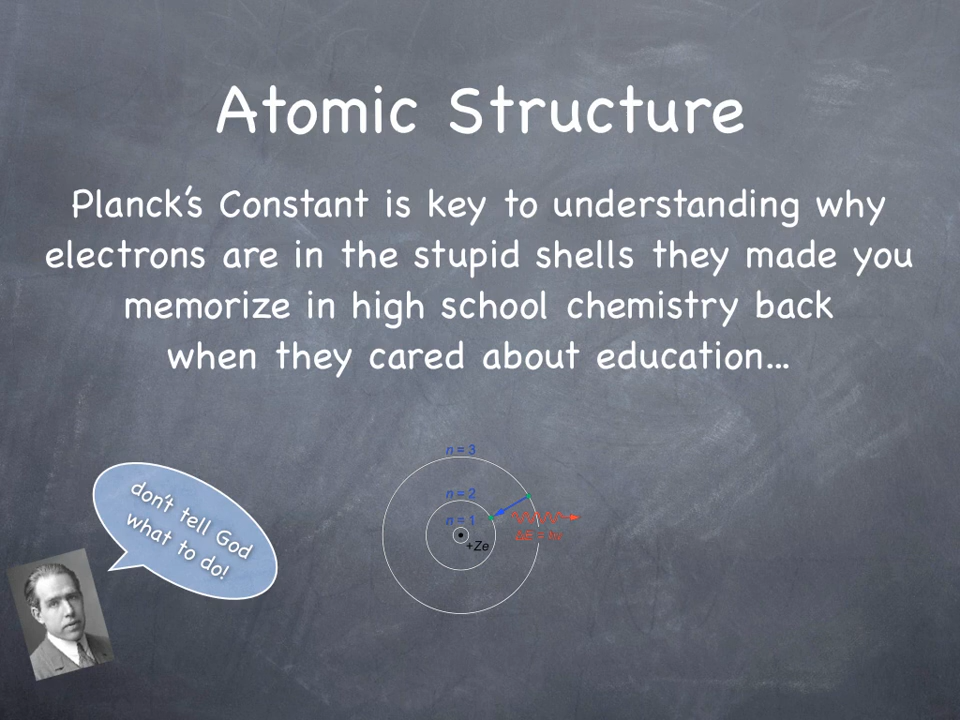 Atomic Structure
Planck's Constant is key to understanding why
electrons are in the stupid shells they made you
memorize in high school chemistry back
when they cared about education...
n = 3
n = 2
n = 1
+Ze
ΔE = hν
don't tell God
what to do!